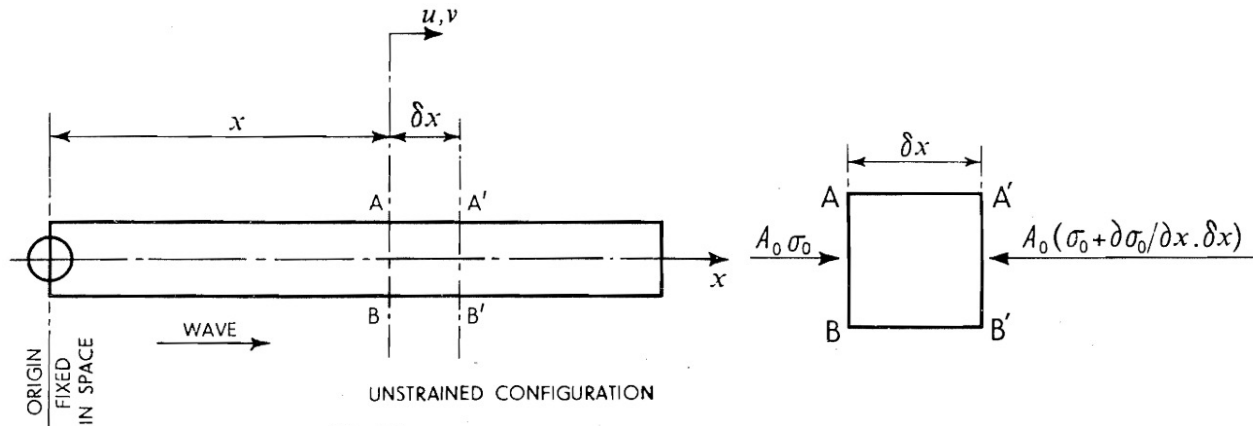 u,v
x
δx
δx
A
A′
A
A′
A₀σ₀
A₀(σ₀+∂σ₀/∂x.δx)
x
B
B′
B
B′
WAVE
UNSTRAINED CONFIGURATION
ORIGIN
FIXED
IN SPACE